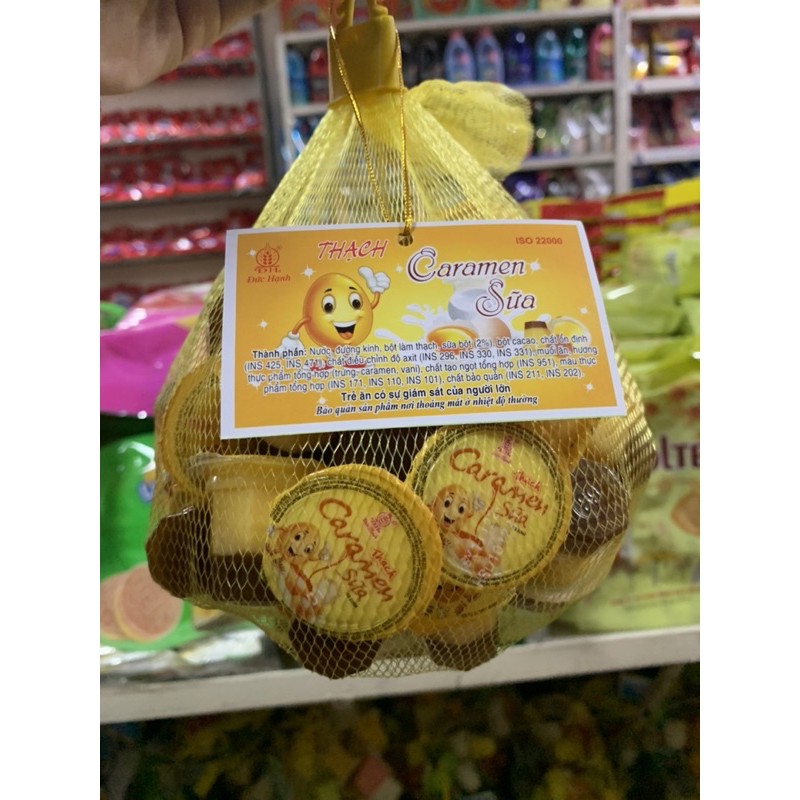 ĐH
®
Đức Hạnh
THẠCH
ISO 22000
Caramen
Sữa
Thành phần: Nước, đường kính, bột làm thạch, sữa bột (2%), bột cacao, chất ổn định
(INS 425, INS 471), chất điều chỉnh độ axit (INS 296, INS 330, INS 331), muối ăn, hương
thực phẩm tổng hợp (trứng, caramen, vani), chất tạo ngọt tổng hợp (INS 951), màu thực
phẩm tổng hợp (INS 171, INS 110, INS 101), chất bảo quản (INS 211, INS 202)
Trẻ ăn có sự giám sát của người lớn
Bảo quản sản phẩm nơi thoáng mát ở nhiệt độ thường
Thạch
Caramen
Sữa
Thạch
Caramen
Sữa